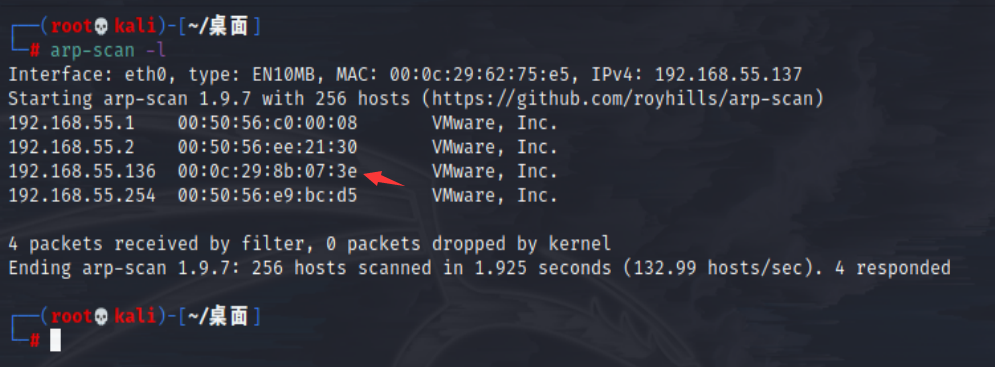 ┌──(root💀kali)-[~/桌面]
└─# arp-scan -l
Interface: eth0, type: EN10MB, MAC: 00:0c:29:62:75:e5, IPv4: 192.168.55.137
Starting arp-scan 1.9.7 with 256 hosts (https://github.com/royhills/arp-scan)
192.168.55.1    00:50:56:c0:00:08       VMware, Inc.
192.168.55.2    00:50:56:ee:21:30       VMware, Inc.
192.168.55.136  00:0c:29:8b:07:3e       VMware, Inc.
192.168.55.254  00:50:56:e9:bc:d5       VMware, Inc.
4 packets received by filter, 0 packets dropped by kernel
Ending arp-scan 1.9.7: 256 hosts scanned in 1.925 seconds (132.99 hosts/sec). 4 responded
┌──(root💀kali)-[~/桌面]
└─#